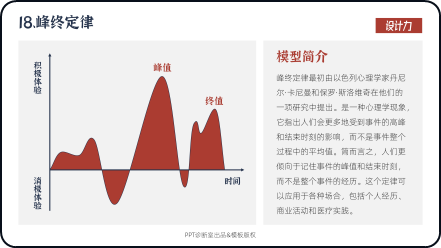 18.峰终定律
设计力
积极体验
峰值
终值
时间
消极体验
模型简介
峰终定律最初由以色列心理学家丹尼
尔·卡尼曼和保罗·斯洛维奇在他们的
一项研究中提出。是一种心理学现象，
它指出人们会更多地受到事件的高峰
和结束时刻的影响，而不是事件整个
过程中的平均值。简而言之，人们更
倾向于记住事件的峰值和结束时刻，
而不是整个事件的经历。这个定律可
以应用于各种场合，包括个人经历、
商业活动和医疗实践。
PPT诊断室出品&模板版权